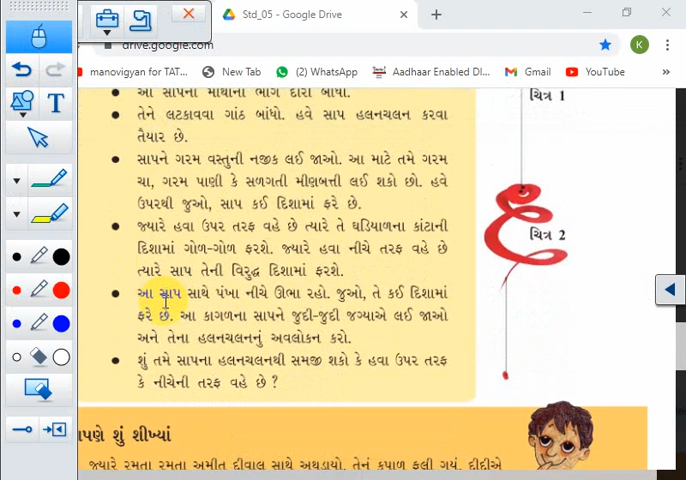 Std_05 - Google Drive
drive.google.com
K
manovigyan for TAT...
New Tab
(2) WhatsApp
Aadhaar Enabled DI...
Gmail
YouTube
»
આ સાપના માથાના ભાગે દોરો બાંધો.
તેને લટકાવવા ગાંઠ બાંધો. હવે સાપ હલનચલન કરવા
તૈયાર છે.
સાપને ગરમ વસ્તુની નજીક લઈ જાઓ. આ માટે તમે ગરમ
ચા, ગરમ પાણી કે સળગતી મીણબત્તી લઈ શકો છો. હવે
ઉપરથી જુઓ, સાપ કઈ દિશામાં ફરે છે.
જ્યારે હવા ઉપર તરફ વહે છે ત્યારે તે ઘડિયાળના કાંટાની
દિશામાં ગોળ-ગોળ ફરશે. જ્યારે હવા નીચે તરફ વહે છે
ત્યારે સાપ તેની વિરુદ્ધ દિશામાં ફરશે.
આ સાપ સાથે પંખા નીચે ઊભા રહો. જુઓ, તે કઈ દિશામાં
ફરે છે. આ કાગળના સાપને જુદી-જુદી જગ્યાએ લઈ જાઓ
અને તેના હલનચલનનું અવલોકન કરો.
શું તમે સાપના હલનચલનથી સમજી શકો કે હવા ઉપર તરફ
કે નીચેની તરફ વહે છે ?
ચિત્ર 1
ચિત્ર 2
પણે શું શીખ્યાં
જ્યારે રમતા રમતા અમીત દીવાલ સાથે અથડાયો. તેનું કપાળ ફૂલી ગયું. દીદીએ
T